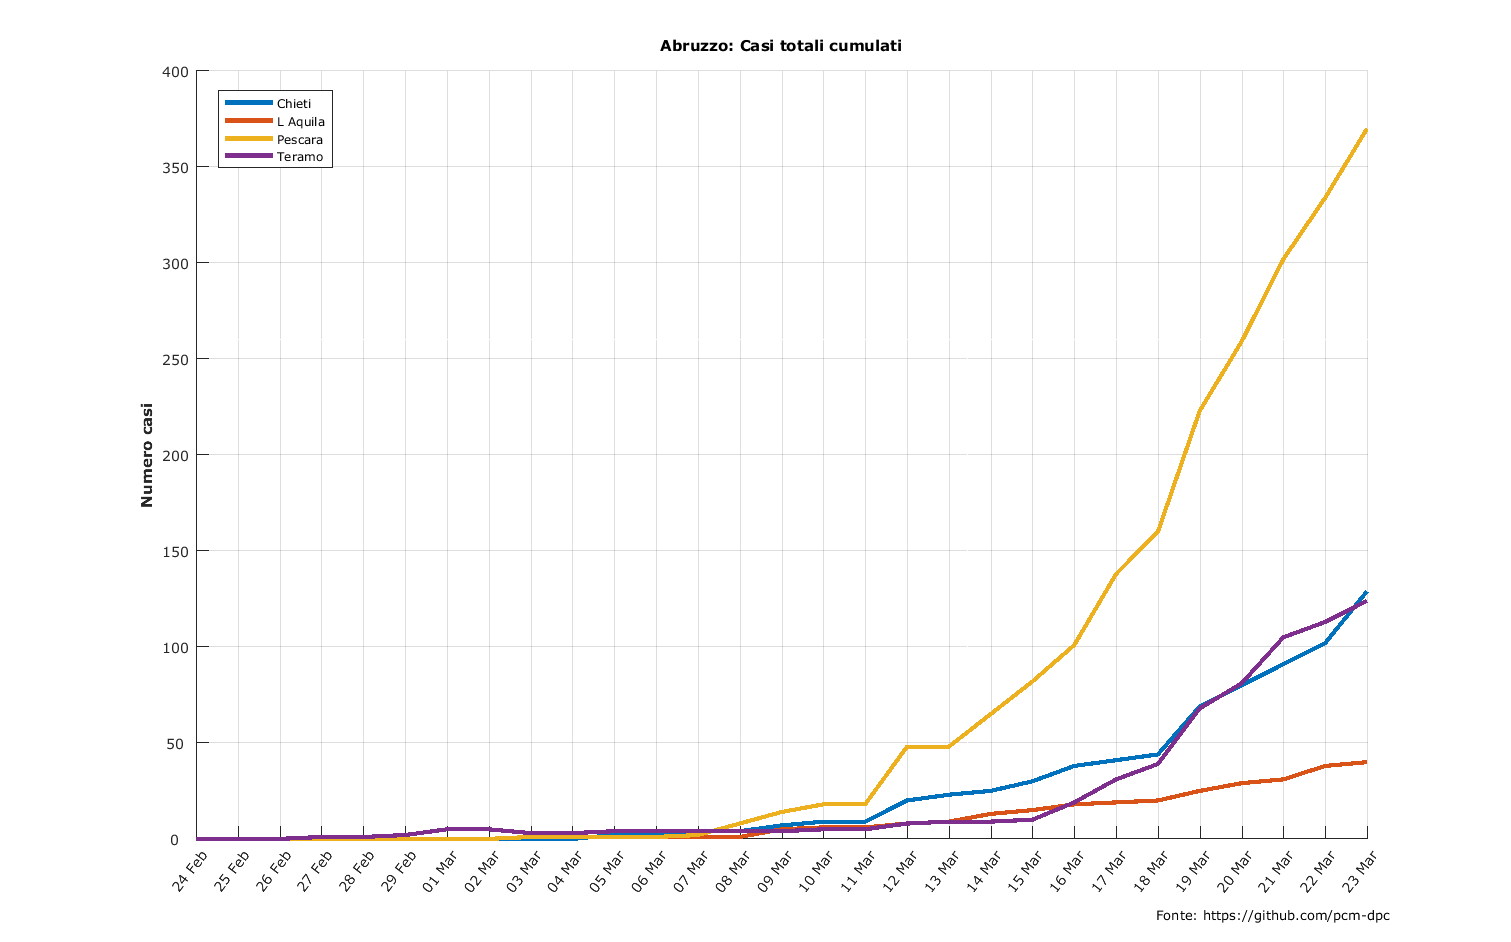 Abruzzo: Casi totali cumulati
400
350
300
250
200
150
100
50
0
Numero casi
Chieti
L Aquila
Pescara
Teramo
24 Feb
25 Feb
26 Feb
27 Feb
28 Feb
29 Feb
01 Mar
02 Mar
03 Mar
04 Mar
05 Mar
06 Mar
07 Mar
08 Mar
09 Mar
10 Mar
11 Mar
12 Mar
13 Mar
14 Mar
15 Mar
16 Mar
17 Mar
18 Mar
19 Mar
20 Mar
21 Mar
22 Mar
23 Mar
Fonte: https://github.com/pcm-dpc